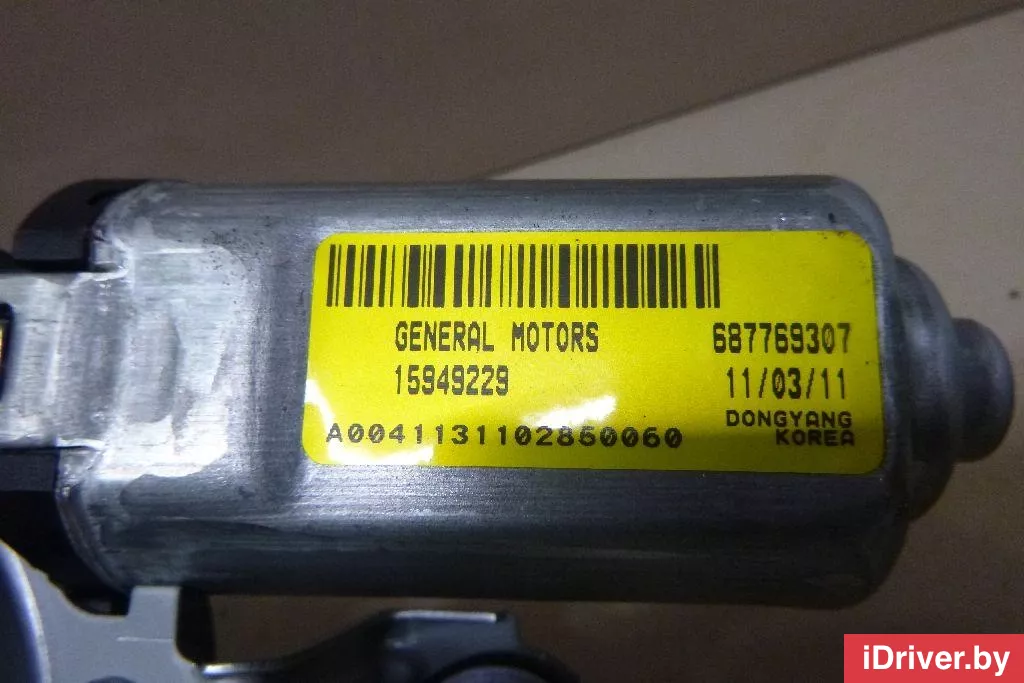 GENERAL MOTORS 687769307
15949229 11/03/11
A0041131102850060 DONGYANG
KOREA
iDriver.by